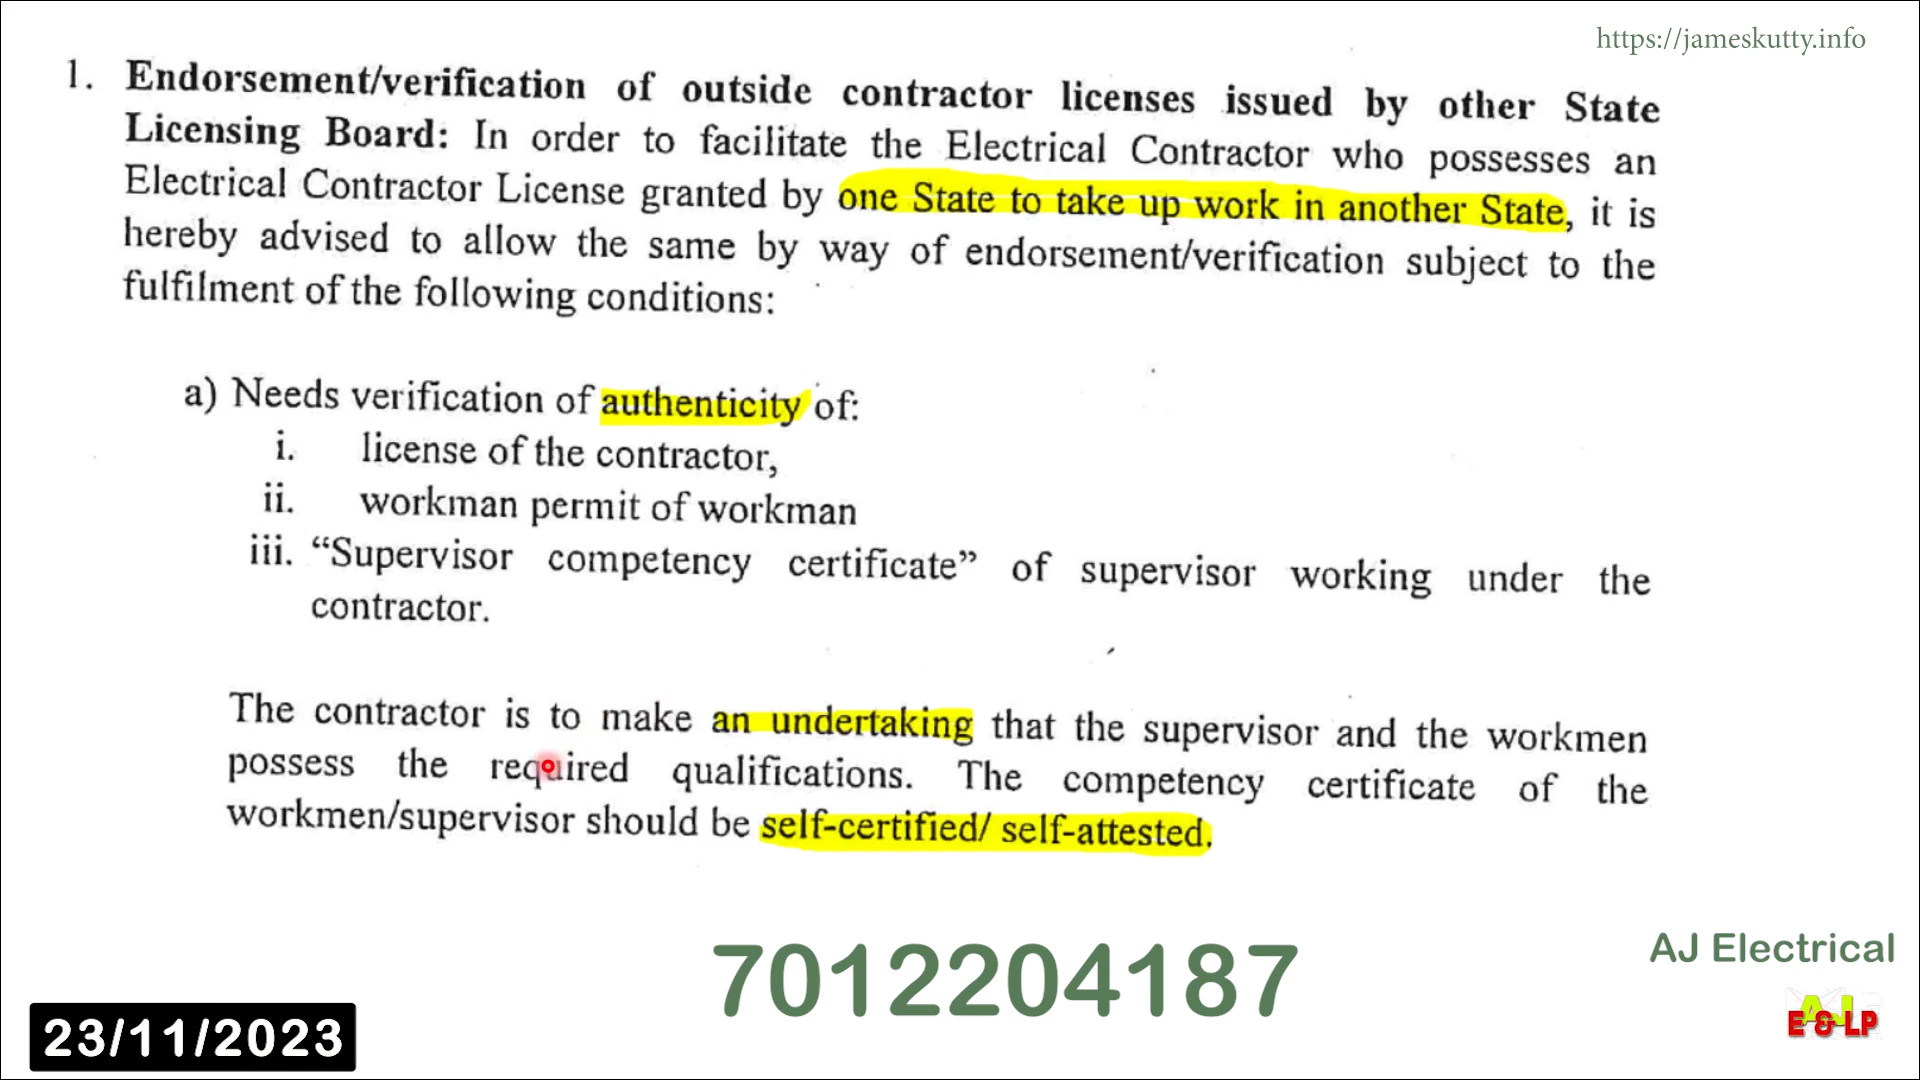 https://jameskutty.info
1. Endorsement/verification of outside contractor licenses issued by other State
Licensing Board: In order to facilitate the Electrical Contractor who possesses an
Electrical Contractor License granted by one State to take up work in another State, it is
hereby advised to allow the same by way of endorsement/verification subject to the
fulfilment of the following conditions:
a) Needs verification of authenticity of:
i. license of the contractor,
ii. workman permit of workman
iii. “Supervisor competency certificate” of supervisor working under the
contractor.
The contractor is to make an undertaking that the supervisor and the workmen
possess the required qualifications. The competency certificate of the
workmen/supervisor should be self-certified/ self-attested.
7012204187
AJ Electrical
AJ
E & LP
23/11/2023